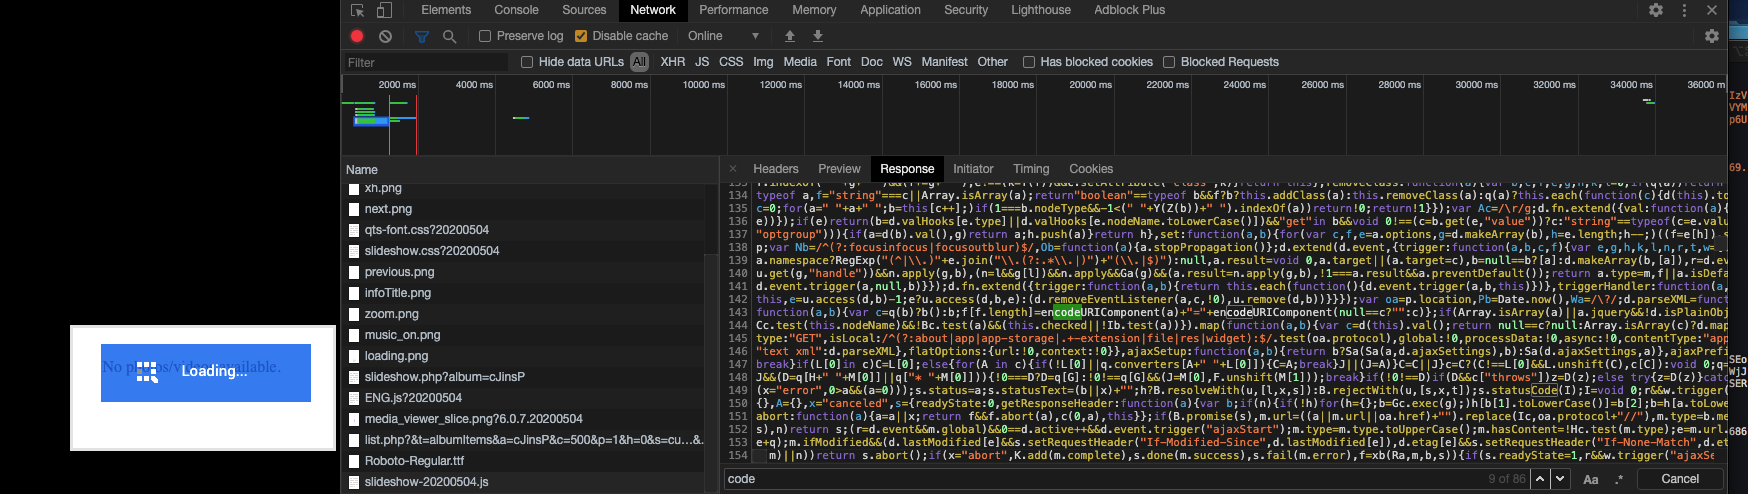 Elements Console Sources Network Performance Memory Application Security Lighthouse Adblock Plus
Preserve log Disable cache Online
Filter Hide data URLs All XHR JS CSS Img Media Font Doc WS Manifest Other Has blocked cookies Blocked Requests
2000 ms 4000 ms 6000 ms 8000 ms 10000 ms 12000 ms 14000 ms 16000 ms 18000 ms 20000 ms 22000 ms 24000 ms 26000 ms 28000 ms 30000 ms 32000 ms 34000 ms 36000 m
Name
xh.png
next.png
qts-font.css?20200504
slideshow.css?20200504
previous.png
infoTitle.png
zoom.png
music_on.png
loading.png
slideshow.php?album=cJinsP
ENG.js?20200504
media_viewer_slice.png?6.0.7.20200504
list.php?&t=albumItems&a=cJinsP&c=500&p=1&h=0&s=cu…&.
Roboto-Regular.ttf
slideshow-20200504.js
No photos/videos available.
Loading...
× Headers Preview Response Initiator Timing Cookies
134 typeof a,f="string"===c||Array.isArray(a);return"boolean"==typeof b&&f?b?this.addClass(a):this.removeClass(a):q(a)?this.each(function(c){d(this).to
135 c=0;for(a=" "+a+" ";b=this[c++];)if(1===b.nodeType&&-1<(" "+Y(Z(b))+" ").indexOf(a))return!0;return!1}});var Ac=/\r/g;d.fn.extend({val:function(a){
136 e))}});if(e)return(b=d.valHooks[e.type]||d.valHooks[e.nodeName.toLowerCase()])&&"get"in b&&void 0!==(c=b.get(e,"value"))?c:"string"==typeof(c=e.valu
137 "optgroup"))){if(a=d(b).val(),g)return a;h.push(a)}return h},set:function(a,b){for(var c,f,e=a.options,g=d.makeArray(b),h=e.length;h--;)((f=e[h])
138 p;var Nb=/^(?:focusinfocus|focusoutblur)$/,Ob=function(a){a.stopPropagation()};d.extend(d.event,{trigger:function(a,b,c,f){var e,g,h,k,l,n,r,t,w=
139 a.namespace?RegExp("(^|\\.)"+e.join("\\.(?:.*\\.|)")+"(\\.|$)"):null,a.result=void 0,a.target||(a.target=c),b=null==b?[a]:d.makeArray(b,[a]),r=d.ev
140 u.get(g,"handle"))&&n.apply(g,b),(n=l&&g[l])&&n.apply&&Ga(g)&&(a.result=n.apply(g,b),!1===a.result&&a.preventDefault());return a.type=m,f||a.isDefa
141 d.event.trigger(a,null,b)}});d.fn.extend({trigger:function(a,b){return this.each(function(){d.event.trigger(a,b,this)})},triggerHandler:function(a,
142 this,e=u.access(d,b)-1;e?u.access(d,b,e):(d.removeEventListener(a,c,!0),u.remove(d,b))}}});var oa=p.location,Pb=Date.now(),Wa=/\?/;d.parseXML=funct
143 function(a,b){var c=q(b)?b():b;f[f.length]=encodeURIComponent(a)+"="+encodeURIComponent(null==c?"":c)};if(Array.isArray(a)||a.jquery&&!d.isPlainObj
144 Cc.test(this.nodeName)&&!Bc.test(a)&&(this.checked||!Ib.test(a))}).map(function(a,b){var c=d(this).val();return null==c?null:Array.isArray(c)?d.map
145 type:"GET",isLocal:/^(?:about|app|app-storage|.+-extension|file|res|widget):$/.test(oa.protocol),global:!0,processData:!0,async:!0,contentType:"app
146 "text xml":d.parseXML},flatOptions:{url:!0,context:!0}},ajaxSetup:function(a,b){return b?Sa(Sa(a,d.ajaxSettings),b):Sa(d.ajaxSettings,a)},ajaxPrefi
147 break}if(L[0]in c)C=L[0];else{for(A in c){if(!L[0]||q.converters[A+" "+L[0]]){C=A;break}J||(J=A)}C=C||J}c=C?(C!==L[0]&&L.unshift(C),c[C]):void 0;q=
148 J&&(D=q[H+" "+M[0]]||q["* "+M[0]])){!0===D?D=q[G]:!0!==q[G]&&(J=M[0],F.unshift(M[1]));break}if(!0!==D)if(D&&c["throws"])z=D(z);else try{z=D(z)}catc
149 (x="error",0>a&&(a=0)));s.status=a;s.statusText=(b||x)+"";h?B.resolveWith(u,[l,x,s]):B.rejectWith(u,[s,x,t]);s.statusCode(I);I=void 0;r&&w.trigger(
150 {},A={},x="canceled",s={readyState:0,getResponseHeader:function(a){var b;if(n){if(!h)for(h={};b=Gc.exec(g);)h[b[1].toLowerCase()]=b[2];b=h[a.toLowe
151 abort:function(a){a=a||x;return f&&f.abort(a),c(0,a),this}};if(B.promise(s),m.url=((a||m.url||oa.href)+"").replace(Ic,oa.protocol+"//"),m.type=b.me
152 s),n)return s;(r=d.event&&m.global)&&0==d.active++&&d.event.trigger("ajaxStart");m.type=m.type.toUpperCase();m.hasContent=!Hc.test(m.type);e=m.url.
153 e+q);m.ifModified&&(d.lastModified[e]&&s.setRequestHeader("If-Modified-Since",d.lastModified[e]),d.etag[e]&&s.setRequestHeader("If-None-Match",d.et
154 m)||n))return s.abort();if(x="abort",K.add(m.complete),s.done(m.success),s.fail(m.error),f=xb(Ra,m,b,s)){if(s.readyState=1,r&&w.trigger("ajaxSe
code 9 of 86 Aa .* Cancel
IzV
VYM
p6U
69.
SEo
WjJ
SER
686